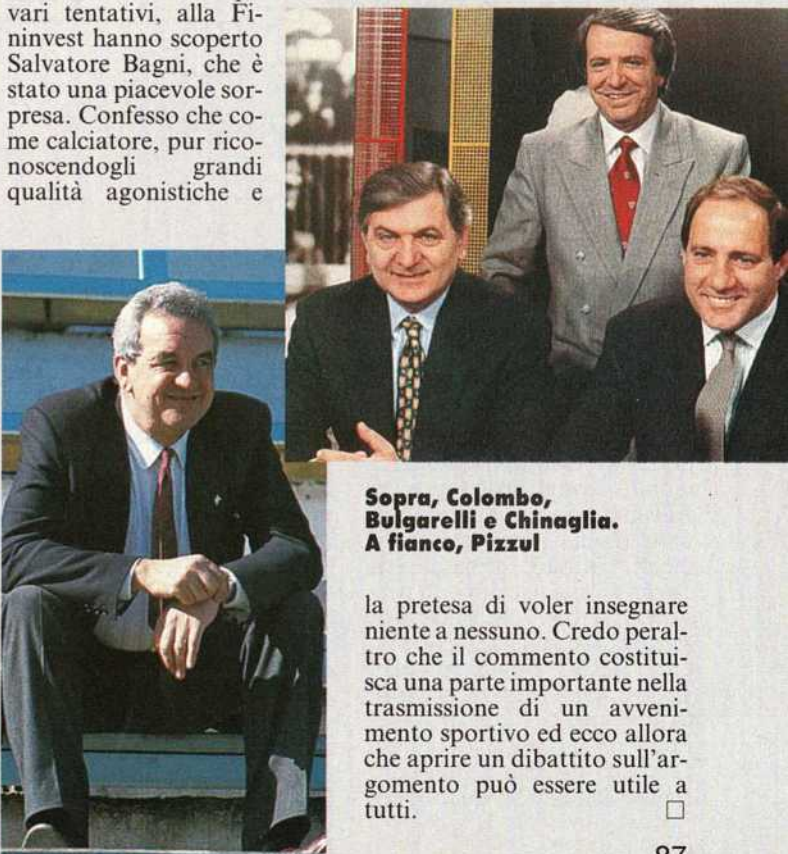 vari tentativi, alla Fi-
ninvest hanno scoperto
Salvatore Bagni, che è
stato una piacevole sor-
presa. Confesso che co-
me calciatore, pur rico-
noscendogli grandi
qualità agonistiche e
Sopra, Colombo,
Bulgarelli e Chinaglia.
A fianco, Pizzul
la pretesa di voler insegnare
niente a nessuno. Credo peral-
tro che il commento costitui-
sca una parte importante nella
trasmissione di un avveni-
mento sportivo ed ecco allora
che aprire un dibattito sull'ar-
gomento può essere utile a
tutti. □